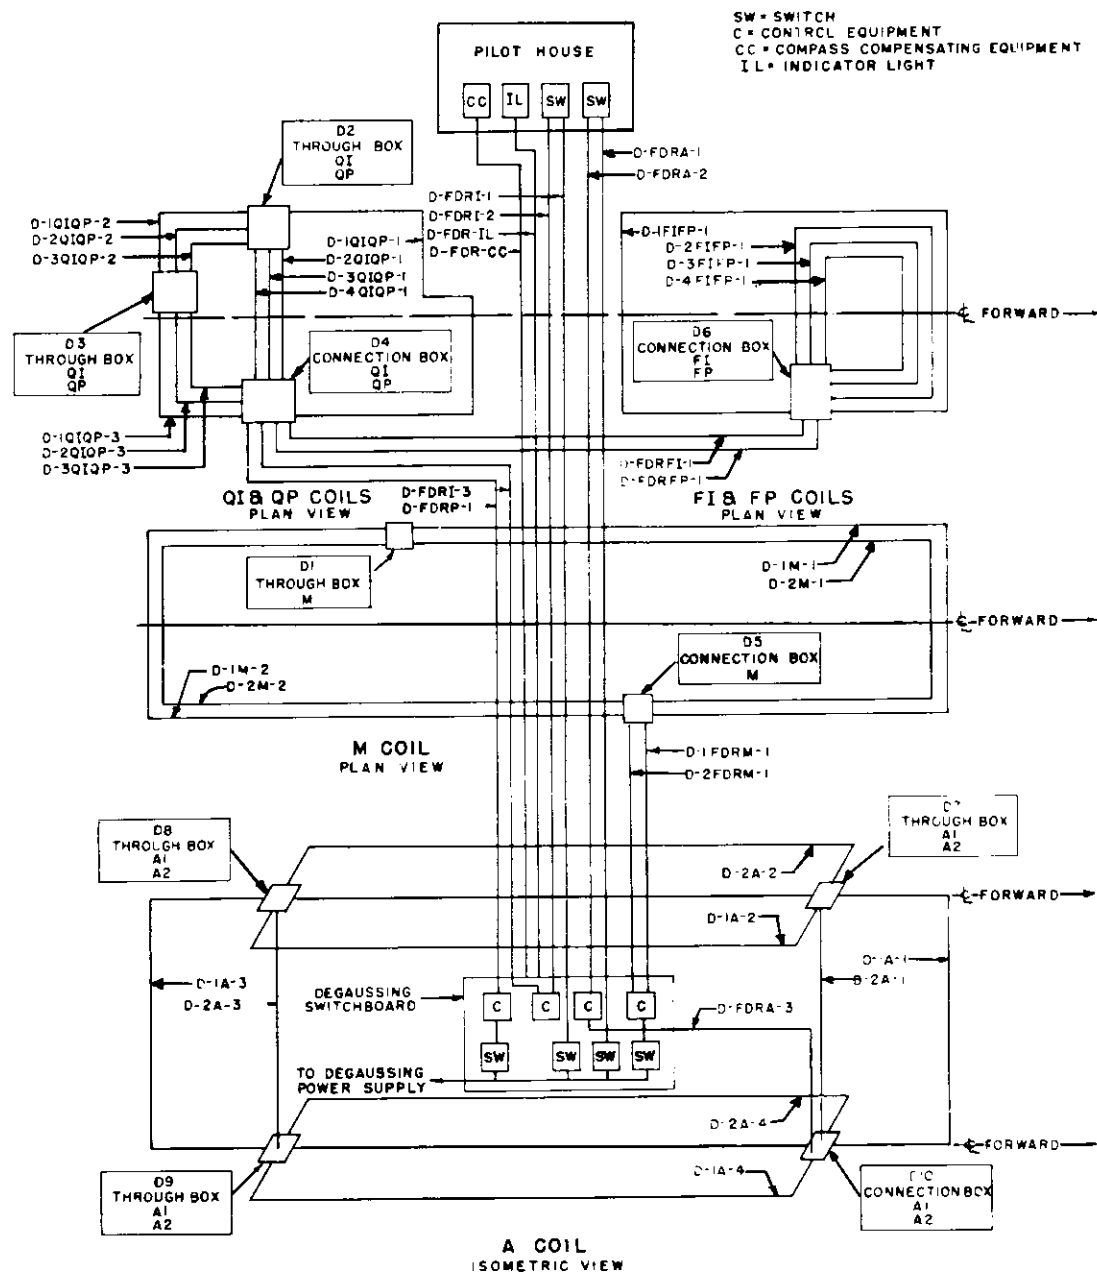 SW = SWITCH
C = CONTROL EQUIPMENT
CC = COMPASS COMPENSATING EQUIPMENT
IL = INDICATOR LIGHT
PILOT HOUSE
CC
IL
SW
SW
D2
THROUGH BOX
QI
QP
D-FDRA-1
D-FDRA-2
D-FDRI-1
D-FDRI-2
D-FDR-IL
D-FDR-CC
D-1QIQP-2
D-2QIQP-2
D-3QIQP-2
D-1QIQP-1
D-2QIQP-1
D-3QIQP-1
D-4QIQP-1
D-1FIFP-1
D-2FIFP-1
D-3FIFP-1
D-4FIFP-1
℄ FORWARD
D3
THROUGH BOX
QI
QP
D4
CONNECTION BOX
QI
QP
D6
CONNECTION BOX
FI
FP
D-1QIQP-3
D-2QIQP-3
D-3QIQP-3
D-FDRFI-1
D-FDRFP-1
D-FDRI-3
D-FDRP-1
QI & QP COILS
PLAN VIEW
FI & FP COILS
PLAN VIEW
D1
THROUGH BOX
M
D-1M-1
D-2M-1
℄ FORWARD
D5
CONNECTION BOX
M
D-1M-2
D-2M-2
M COIL
PLAN VIEW
D-1FDRM-1
D-2FDRM-1
D8
THROUGH BOX
A1
A2
D7
THROUGH BOX
A1
A2
D-2A-2
℄ FORWARD
D-1A-2
D-1A-1
D-2A-1
D-1A-3
D-2A-3
DEGAUSSING
SWITCHBOARD
C
C
C
C
D-FDRA-3
SW
SW
SW
SW
TO DEGAUSSING
POWER SUPPLY
D-2A-4
℄ FORWARD
D-1A-4
D9
THROUGH BOX
A1
A2
D10
CONNECTION BOX
A1
A2
A COIL
ISOMETRIC VIEW